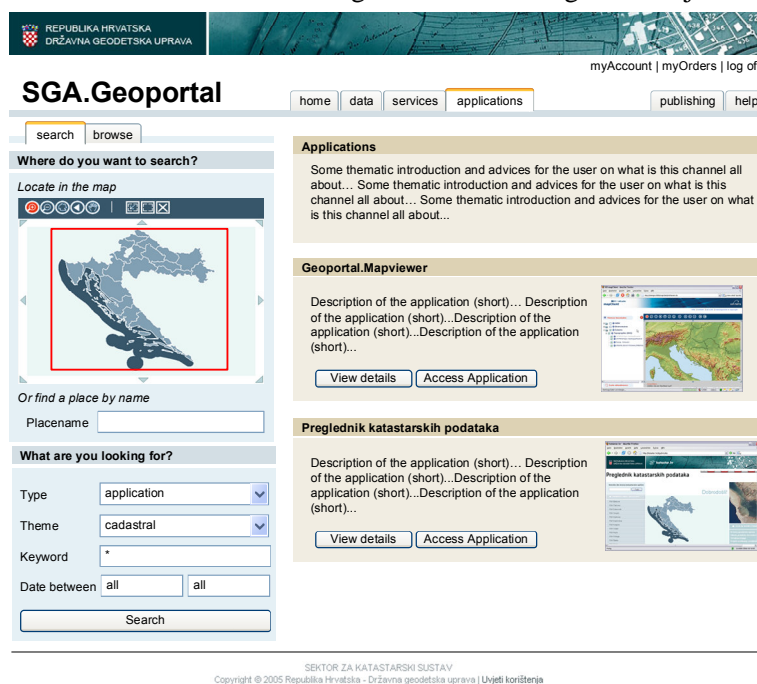 REPUBLIKA HRVATSKA
DRŽAVNA GEODETSKA UPRAVA
myAccount | myOrders | log of
SGA.Geoportal
home data services applications publishing help
search browse
Where do you want to search?
Locate in the map
Or find a place by name
Placename
What are you looking for?
Type application
Theme cadastral
Keyword *
Date between all all
Search
Applications
Some thematic introduction and advices for the user on what is this channel all
about… Some thematic introduction and advices for the user on what is this
channel all about… Some thematic introduction and advices for the user on what
is this channel all about...
Geoportal.Mapviewer
Description of the application (short)… Description
of the application (short)...Description of the
application (short)...Description of the application
(short)...
View details Access Application
Preglednik katastarskih podataka
Description of the application (short)… Description
of the application (short)...Description of the
application (short)...Description of the application
(short)...
View details Access Application
Preglednik katastarskih podataka
SEKTOR ZA KATASTARSKI SUSTAV
Copyright © 2005 Republika Hrvatska - Državna geodetska uprava | Uvjeti korištenja